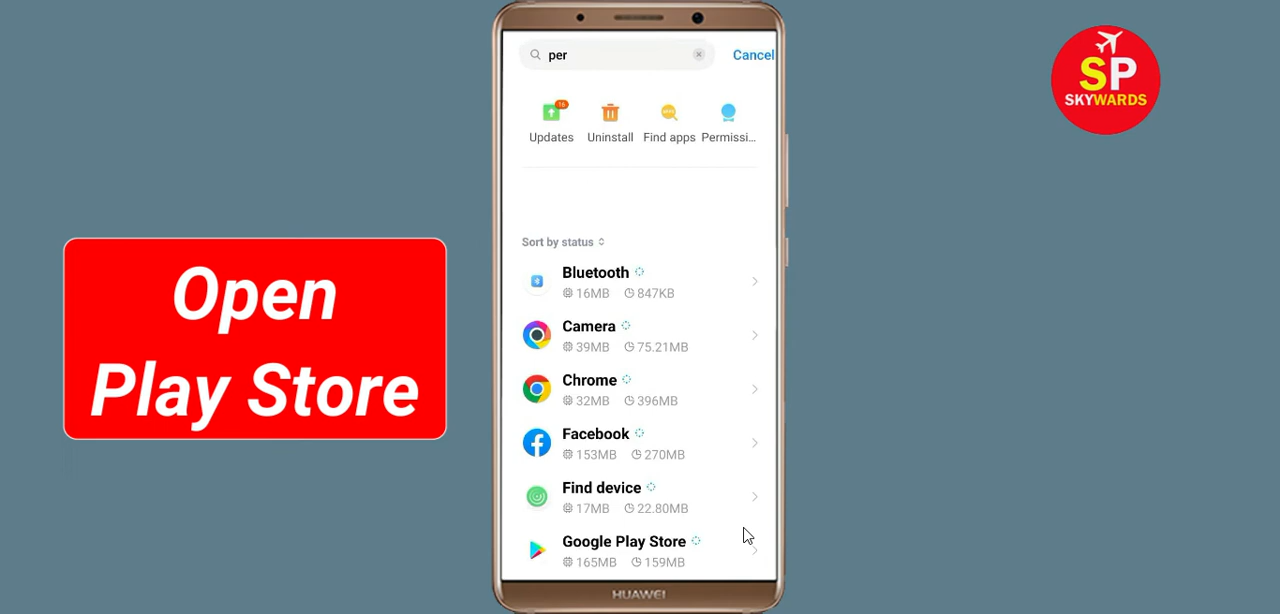 per
Cancel
Updates
16
Uninstall
Find apps
Permissi...
Sort by status
Bluetooth
16MB 847KB
Camera
39MB 75.21MB
Chrome
32MB 396MB
Facebook
153MB 270MB
Find device
17MB 22.80MB
Google Play Store
165MB 159MB
HUAWEI
Open
Play Store
SP
SKYWARDS